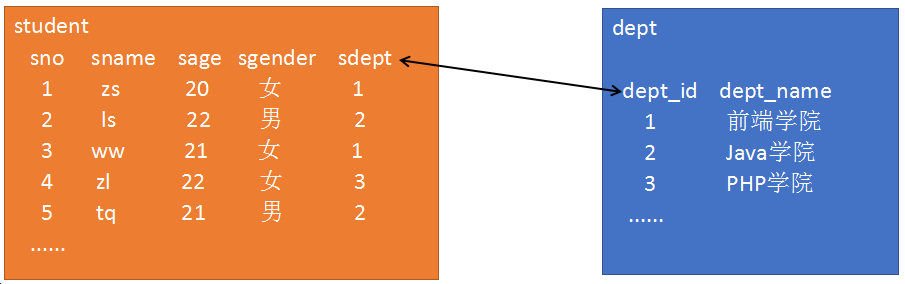 student
sno sname sage sgender sdept
1 zs 20 女 1
2 ls 22 男 2
3 ww 21 女 1
4 zl 22 女 3
5 tq 21 男 2
......
dept
dept_id dept_name
1 前端学院
2 Java学院
3 PHP学院
......